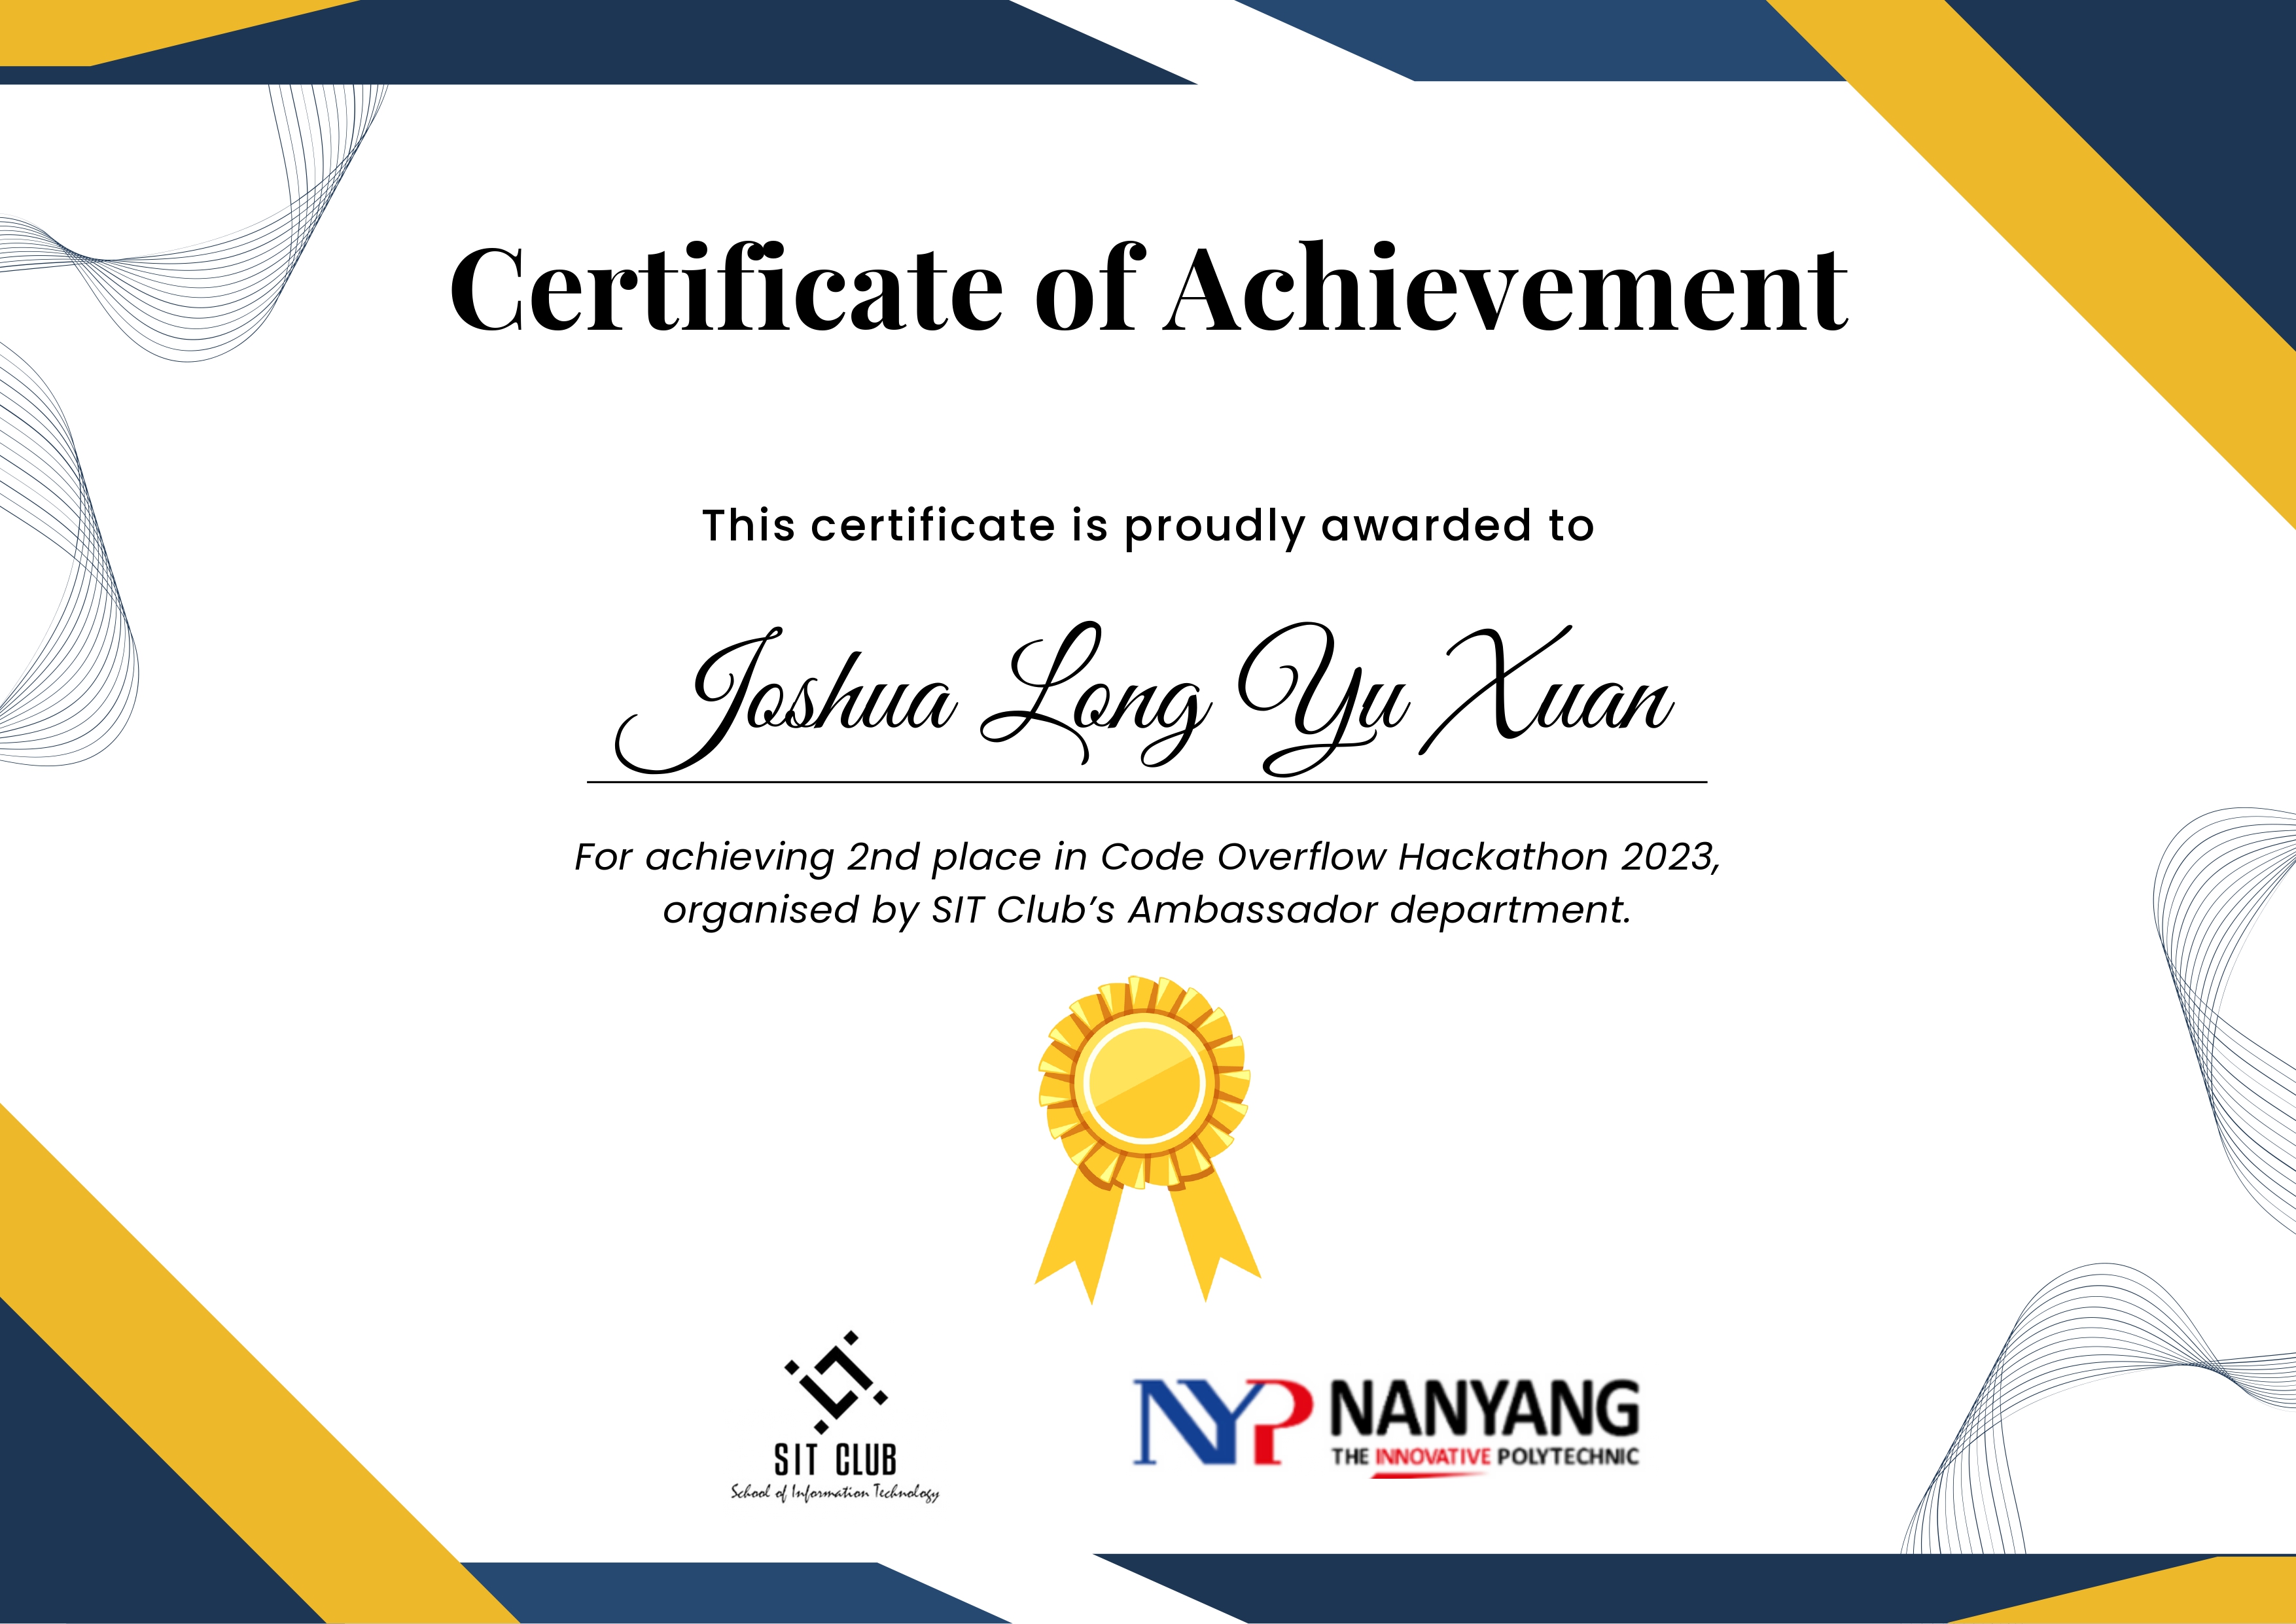 Certificate of Achievement
This certificate is proudly awarded to
Joshua Long Yu Xuan
For achieving 2nd place in Code Overflow Hackathon 2023,
organised by SIT Club’s Ambassador department.
SIT CLUB
School of Information Technology
NYP NANYANG
THE INNOVATIVE POLYTECHNIC